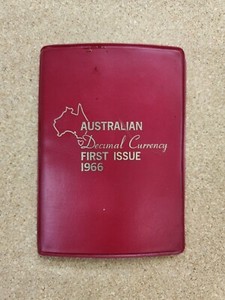 AUSTRALIAN
Decimal Currency
FIRST ISSUE
1966